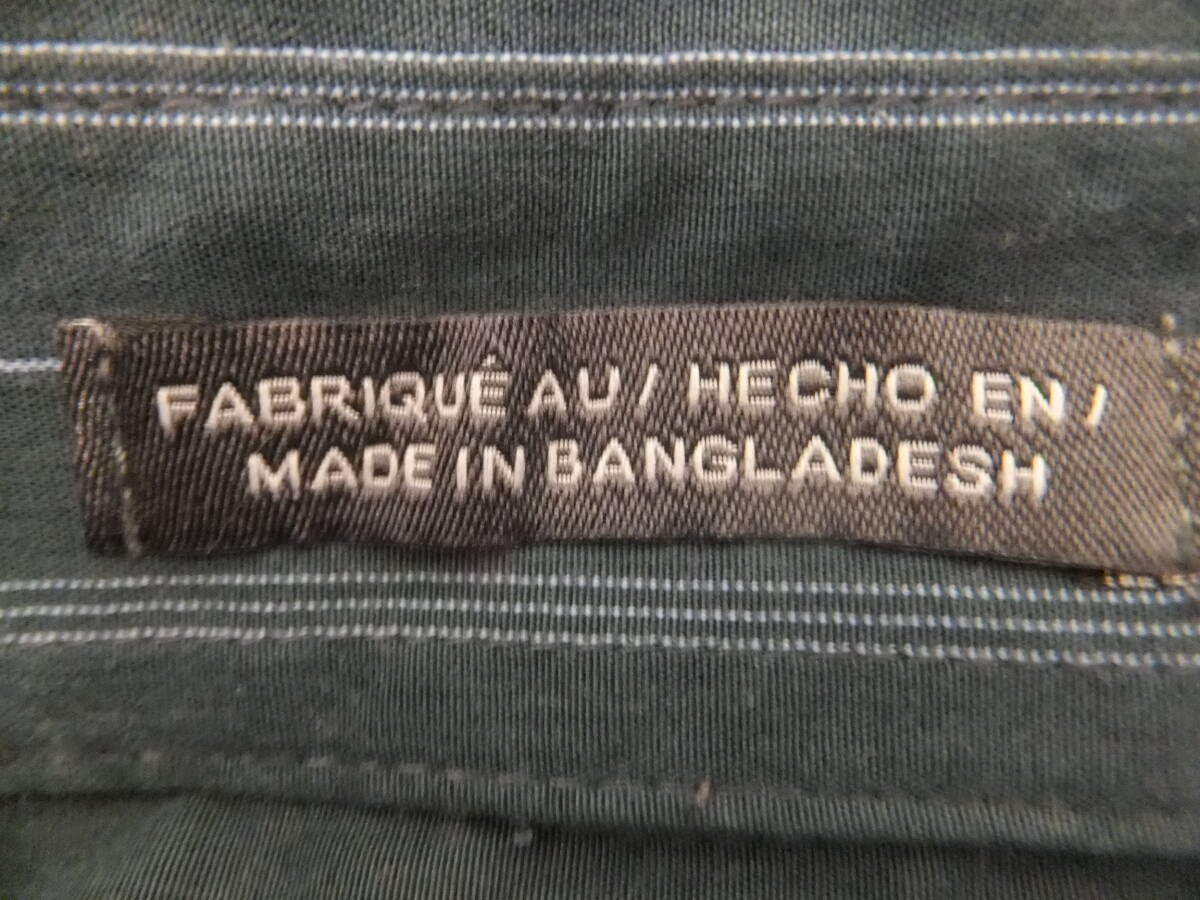 FABRIQUÉ AU / HECHO EN /
MADE IN BANGLADESH